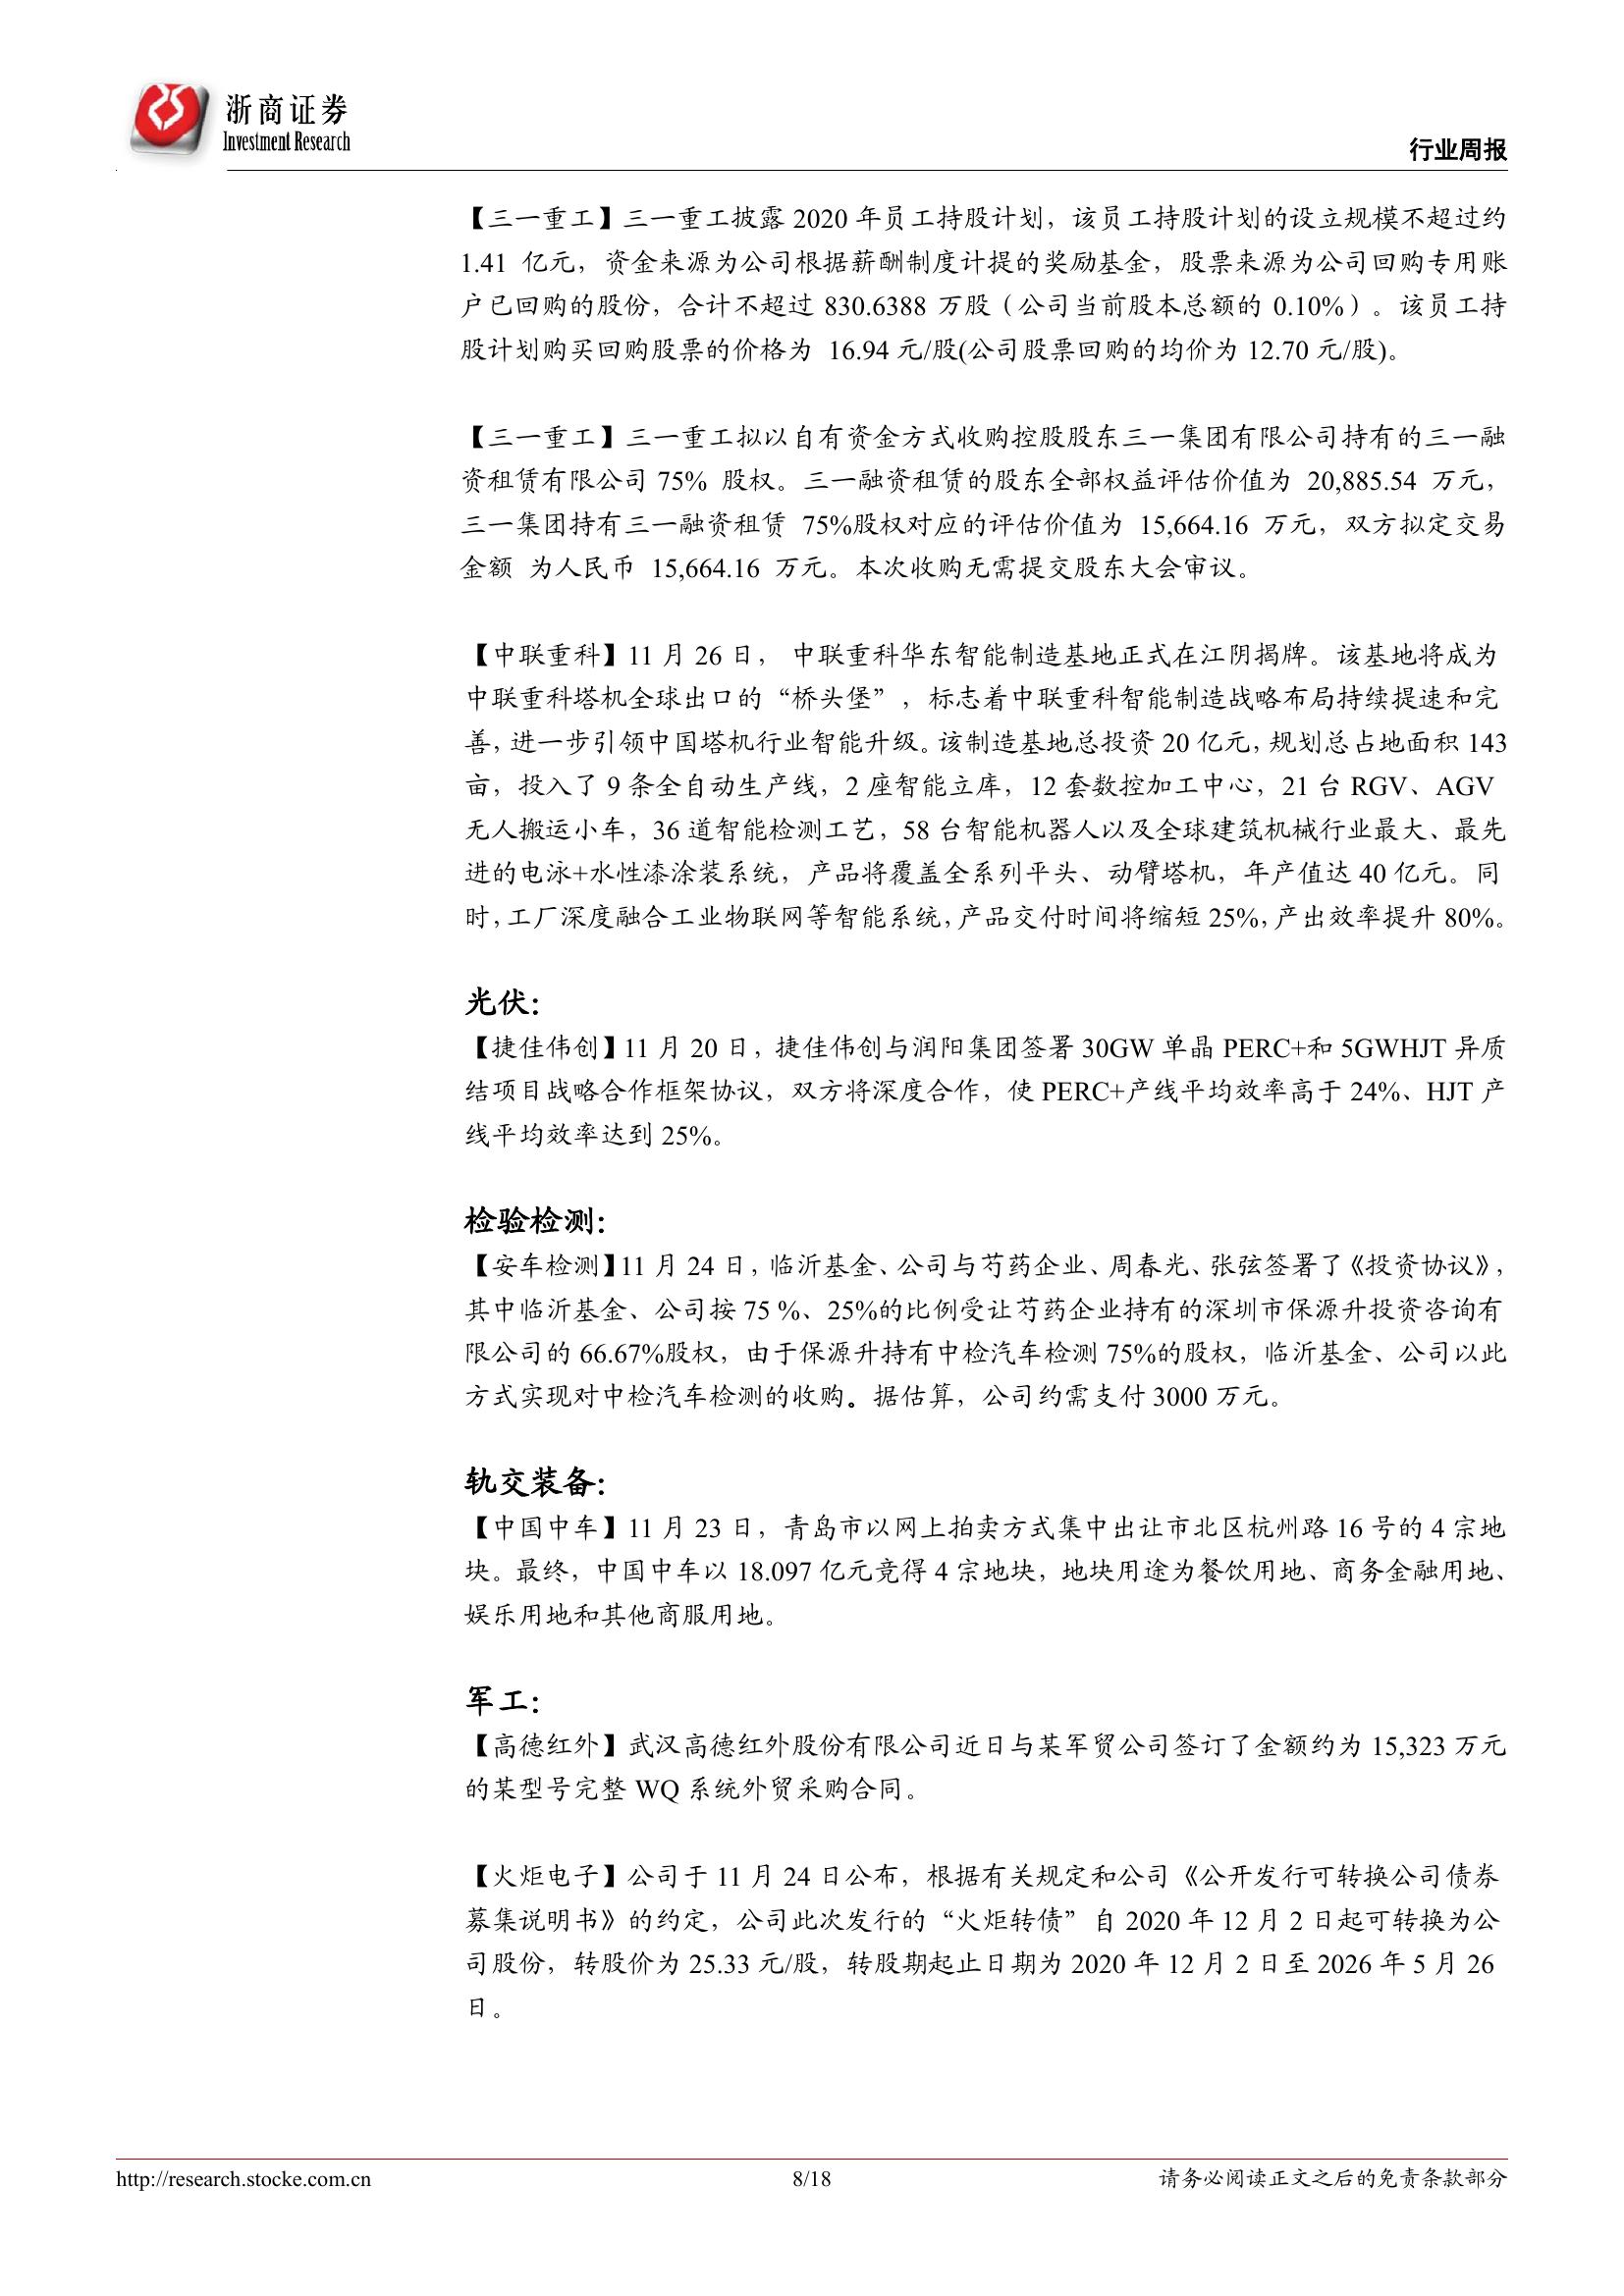 浙商证券
Investment Research
行业周报
【三一重工】三一重工披露 2020 年员工持股计划，该员工持股计划的设立规模不超过约
1.41 亿元，资金来源为公司根据薪酬制度计提的奖励基金，股票来源为公司回购专用账
户已回购的股份，合计不超过 830.6388 万股（公司当前股本总额的 0.10%）。该员工持
股计划购买回购股票的价格为 16.94 元/股(公司股票回购的均价为 12.70 元/股)。
【三一重工】三一重工拟以自有资金方式收购控股股东三一集团有限公司持有的三一融
资租赁有限公司 75% 股权。三一融资租赁的股东全部权益评估价值为 20,885.54 万元，
三一集团持有三一融资租赁 75%股权对应的评估价值为 15,664.16 万元，双方拟定交易
金额 为人民币 15,664.16 万元。本次收购无需提交股东大会审议。
【中联重科】11 月 26 日， 中联重科华东智能制造基地正式在江阴揭牌。该基地将成为
中联重科塔机全球出口的“桥头堡”，标志着中联重科智能制造战略布局持续提速和完
善，进一步引领中国塔机行业智能升级。该制造基地总投资 20 亿元，规划总占地面积 143
亩，投入了 9 条全自动生产线，2 座智能立库，12 套数控加工中心，21 台 RGV、AGV
无人搬运小车，36 道智能检测工艺，58 台智能机器人以及全球建筑机械行业最大、最先
进的电泳+水性漆涂装系统，产品将覆盖全系列平头、动臂塔机，年产值达 40 亿元。同
时，工厂深度融合工业物联网等智能系统，产品交付时间将缩短 25%，产出效率提升 80%。
光伏：
【捷佳伟创】11 月 20 日，捷佳伟创与润阳集团签署 30GW 单晶 PERC+和 5GWHJT 异质
结项目战略合作框架协议，双方将深度合作，使 PERC+产线平均效率高于 24%、HJT 产
线平均效率达到 25%。
检验检测：
【安车检测】11 月 24 日，临沂基金、公司与芍药企业、周春光、张弦签署了《投资协议》，
其中临沂基金、公司按 75 %、25%的比例受让芍药企业持有的深圳市保源升投资咨询有
限公司的 66.67%股权，由于保源升持有中检汽车检测 75%的股权，临沂基金、公司以此
方式实现对中检汽车检测的收购。据估算，公司约需支付 3000 万元。
轨交装备：
【中国中车】11 月 23 日，青岛市以网上拍卖方式集中出让市北区杭州路 16 号的 4 宗地
块。最终，中国中车以 18.097 亿元竞得 4 宗地块，地块用途为餐饮用地、商务金融用地、
娱乐用地和其他商服用地。
军工：
【高德红外】武汉高德红外股份有限公司近日与某军贸公司签订了金额约为 15,323 万元
的某型号完整 WQ 系统外贸采购合同。
【火炬电子】公司于 11 月 24 日公布，根据有关规定和公司《公开发行可转换公司债券
募集说明书》的约定，公司此次发行的“火炬转债”自 2020 年 12 月 2 日起可转换为公
司股份，转股价为 25.33 元/股，转股期起止日期为 2020 年 12 月 2 日至 2026 年 5 月 26
日。
http://research.stocke.com.cn
8/18
请务必阅读正文之后的免责条款部分